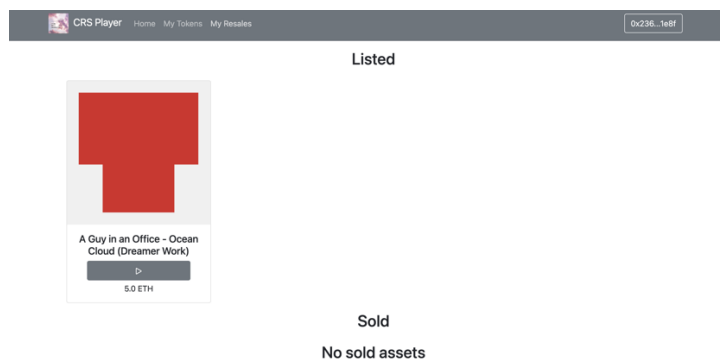 CRS Player Home My Tokens My Resales 0x236...1e8f
Listed
A Guy in an Office - Ocean
Cloud (Dreamer Work)
5.0 ETH
Sold
No sold assets